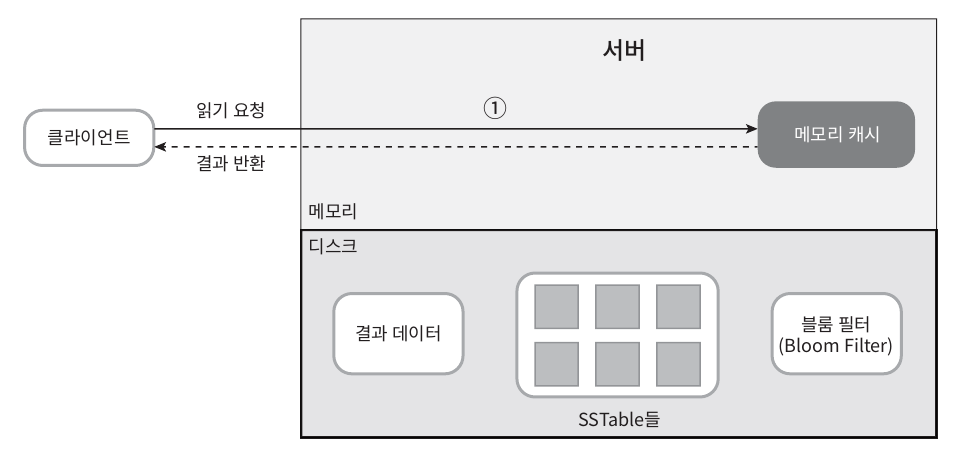 서버
읽기 요청
①
클라이언트
메모리 캐시
결과 반환
메모리
디스크
결과 데이터
블룸 필터
(Bloom Filter)
SSTable들